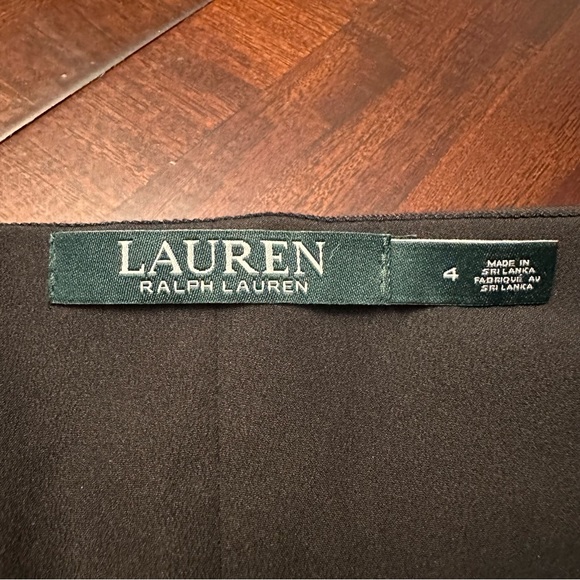 LAUREN
RALPH LAUREN
4
MADE IN
SRI LANKA
FABRIQUÉ AU
SRI LANKA